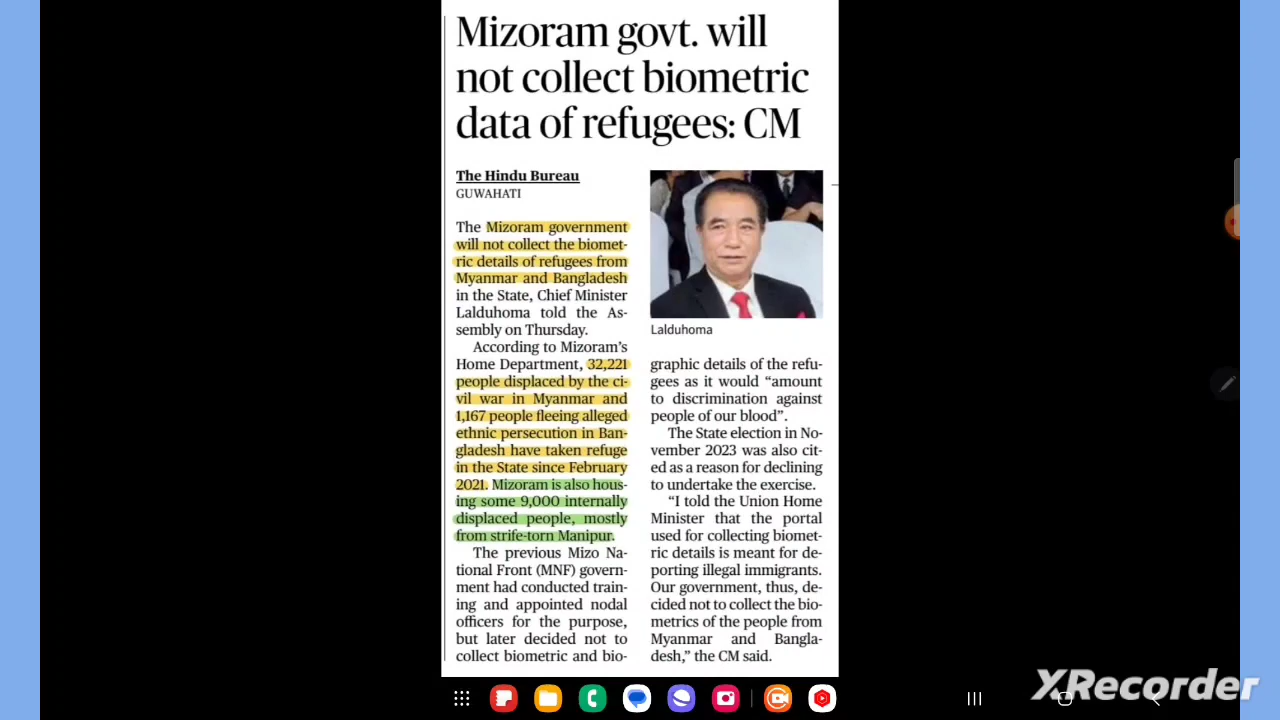 Mizoram govt. will
not collect biometric
data of refugees: CM
The Hindu Bureau
GUWAHATI
The Mizoram government
will not collect the biomet-
ric details of refugees from
Myanmar and Bangladesh
in the State, Chief Minister
Lalduhoma told the As-
sembly on Thursday.
According to Mizoram's
Home Department, 32,221
people displaced by the ci-
vil war in Myanmar and
1,167 people fleeing alleged
ethnic persecution in Ban-
gladesh have taken refuge
in the State since February
2021. Mizoram is also hous-
ing some 9,000 internally
displaced people, mostly
from strife-torn Manipur.
The previous Mizo Na-
tional Front (MNF) govern-
ment had conducted train-
ing and appointed nodal
officers for the purpose,
but later decided not to
collect biometric and bio-
Lalduhoma
graphic details of the refu-
gees as it would “amount
to discrimination against
people of our blood”.
The State election in No-
vember 2023 was also cit-
ed as a reason for declining
to undertake the exercise.
“I told the Union Home
Minister that the portal
used for collecting biomet-
ric details is meant for de-
porting illegal immigrants.
Our government, thus, de-
cided not to collect the bio-
metrics of the people from
Myanmar and Bangla-
desh,” the CM said.
XRecorder